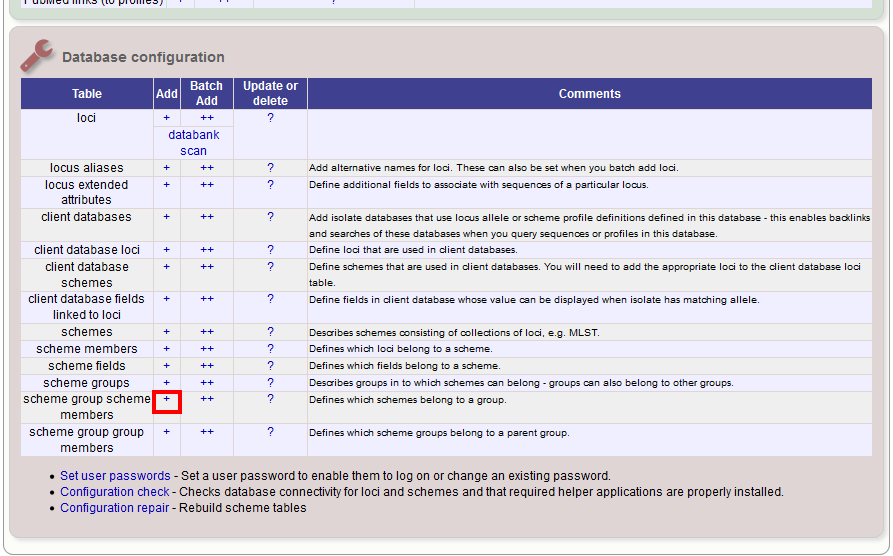 PubMed links (to profiles) + ++ ?
Database configuration
Table Add Batch Add Update or delete Comments
loci + ++ ?
databank scan
locus aliases + ++ ? Add alternative names for loci. These can also be set when you batch add loci.
locus extended attributes + ++ ? Define additional fields to associate with sequences of a particular locus.
client databases + ++ ? Add isolate databases that use locus allele or scheme profile definitions defined in this database - this enables backlinks
and searches of these databases when you query sequences or profiles in this database.
client database loci + ++ ? Define loci that are used in client databases.
client database schemes + ++ ? Define schemes that are used in client databases. You will need to add the appropriate loci to the client database loci
table.
client database fields linked to loci + ++ ? Define fields in client database whose value can be displayed when isolate has matching allele.
schemes + ++ ? Describes schemes consisting of collections of loci, e.g. MLST.
scheme members + ++ ? Defines which loci belong to a scheme.
scheme fields + ++ ? Defines which fields belong to a scheme.
scheme groups + ++ ? Describes groups in to which schemes can belong - groups can also belong to other groups.
scheme group scheme members + ++ ? Defines which schemes belong to a group.
scheme group group members + ++ ? Defines which scheme groups belong to a parent group.
• Set user passwords - Set a user password to enable them to log on or change an existing password.
• Configuration check - Checks database connectivity for loci and schemes and that required helper applications are properly installed.
• Configuration repair - Rebuild scheme tables